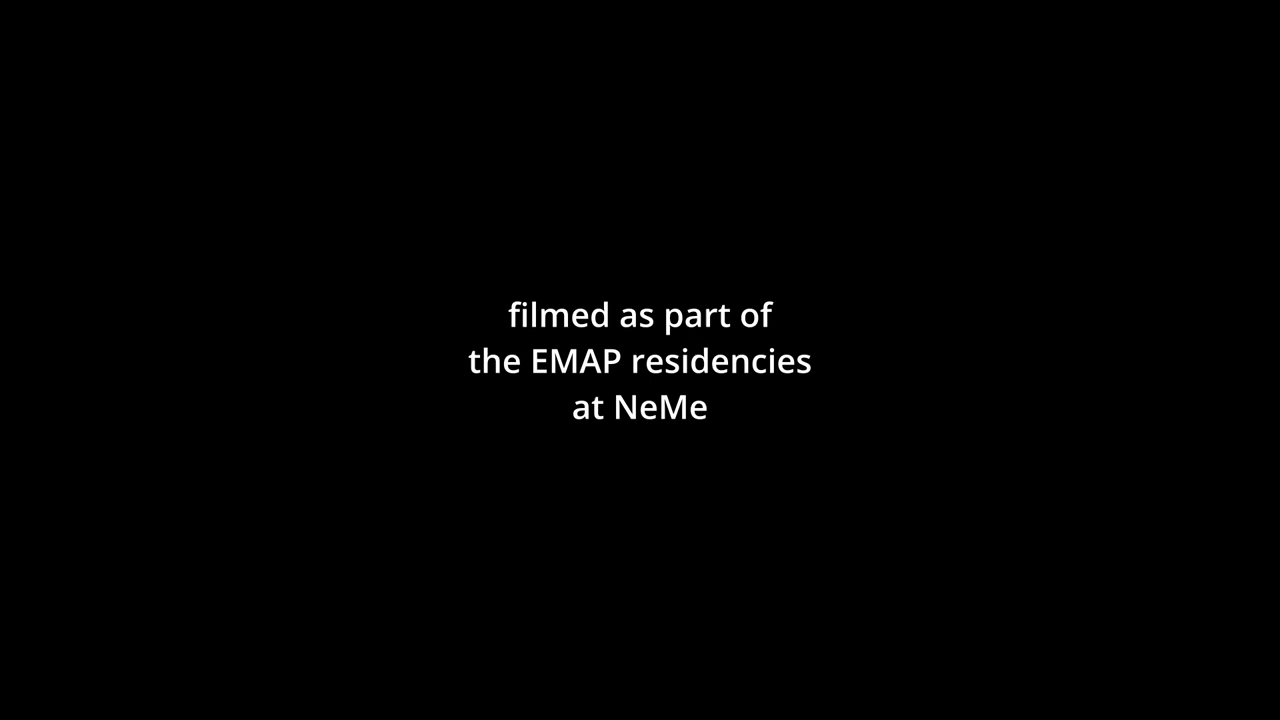 filmed as part of
the EMAP residencies
at NeMe